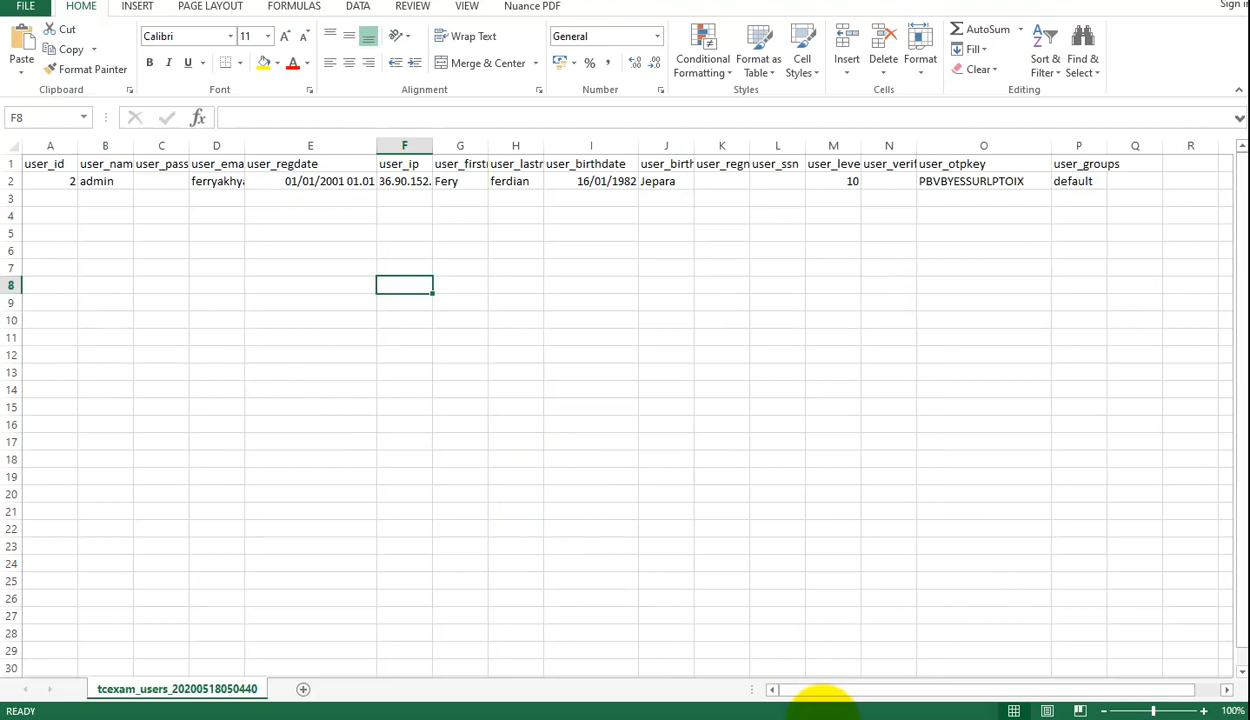 FILE HOME INSERT PAGE LAYOUT FORMULAS DATA REVIEW VIEW Nuance PDF Sign i
Paste
Cut
Copy
Format Painter
Calibri 11
B I U
Wrap Text
Merge & Center
General
%
Conditional Formatting
Format as Table
Cell Styles
Insert
Delete
Format
AutoSum
Fill
Clear
Sort & Filter
Find & Select
Clipboard Font Alignment Number Styles Cells Editing
F8 fx
A B C D E F G H I J K L M N O P Q R
1 user_id user_nam user_pass user_ema user_regdate user_ip user_first user_lastr user_birthdate user_birth user_regn user_ssn user_leve user_verif user_otpkey user_groups
2 2 admin ferryakhya 01/01/2001 01.01 36.90.152. Fery ferdian 16/01/1982 Jepara 10 PBVBYESSURLPTOIX default
3
4
5
6
7
8
9
10
11
12
13
14
15
16
17
18
19
20
21
22
23
24
25
26
27
28
29
30
tcexam_users_20200518050440
READY 100%